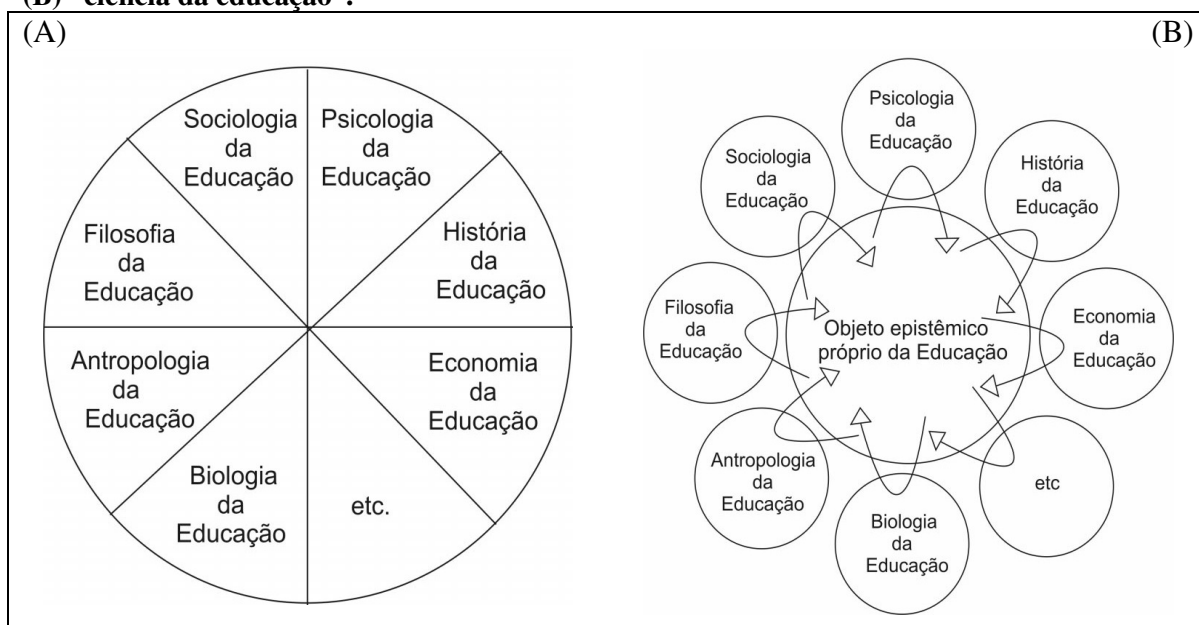 (B) "ciência da educação".
(A)
(B)
Sociologia
da
Educação
Psicologia
da
Educação
Filosofia
da
Educação
História
da
Educação
Antropologia
da
Educação
Economia
da
Educação
Biologia
da
Educação
etc.
Psicologia
da
Educação
Sociologia
da
Educação
História
da
Educação
Filosofia
da
Educação
Objeto epistêmico
próprio da Educação
Economia
da
Educação
Antropologia
da
Educação
etc
Biologia
da
Educação